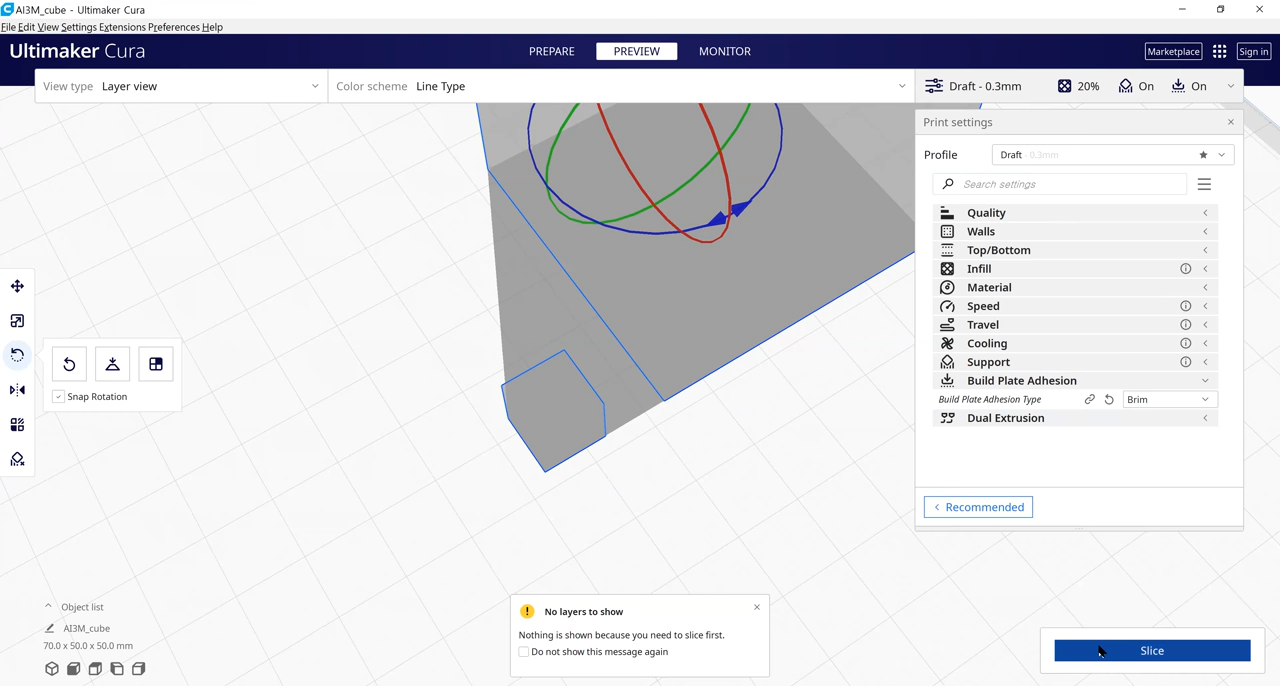 AI3M_cube - Ultimaker Cura
File Edit View Settings Extensions Preferences Help
Ultimaker Cura
PREPARE
PREVIEW
MONITOR
Marketplace
Sign in
View type Layer view
Color scheme Line Type
Draft - 0.3mm
20%
On
On
Print settings
Profile
Draft - 0.3mm
Search settings
Quality
Walls
Top/Bottom
Infill
Material
Speed
Travel
Cooling
Support
Build Plate Adhesion
Build Plate Adhesion Type
Brim
Dual Extrusion
Recommended
Snap Rotation
Object list
AI3M_cube
70.0 x 50.0 x 50.0 mm
No layers to show
Nothing is shown because you need to slice first.
Do not show this message again
Slice